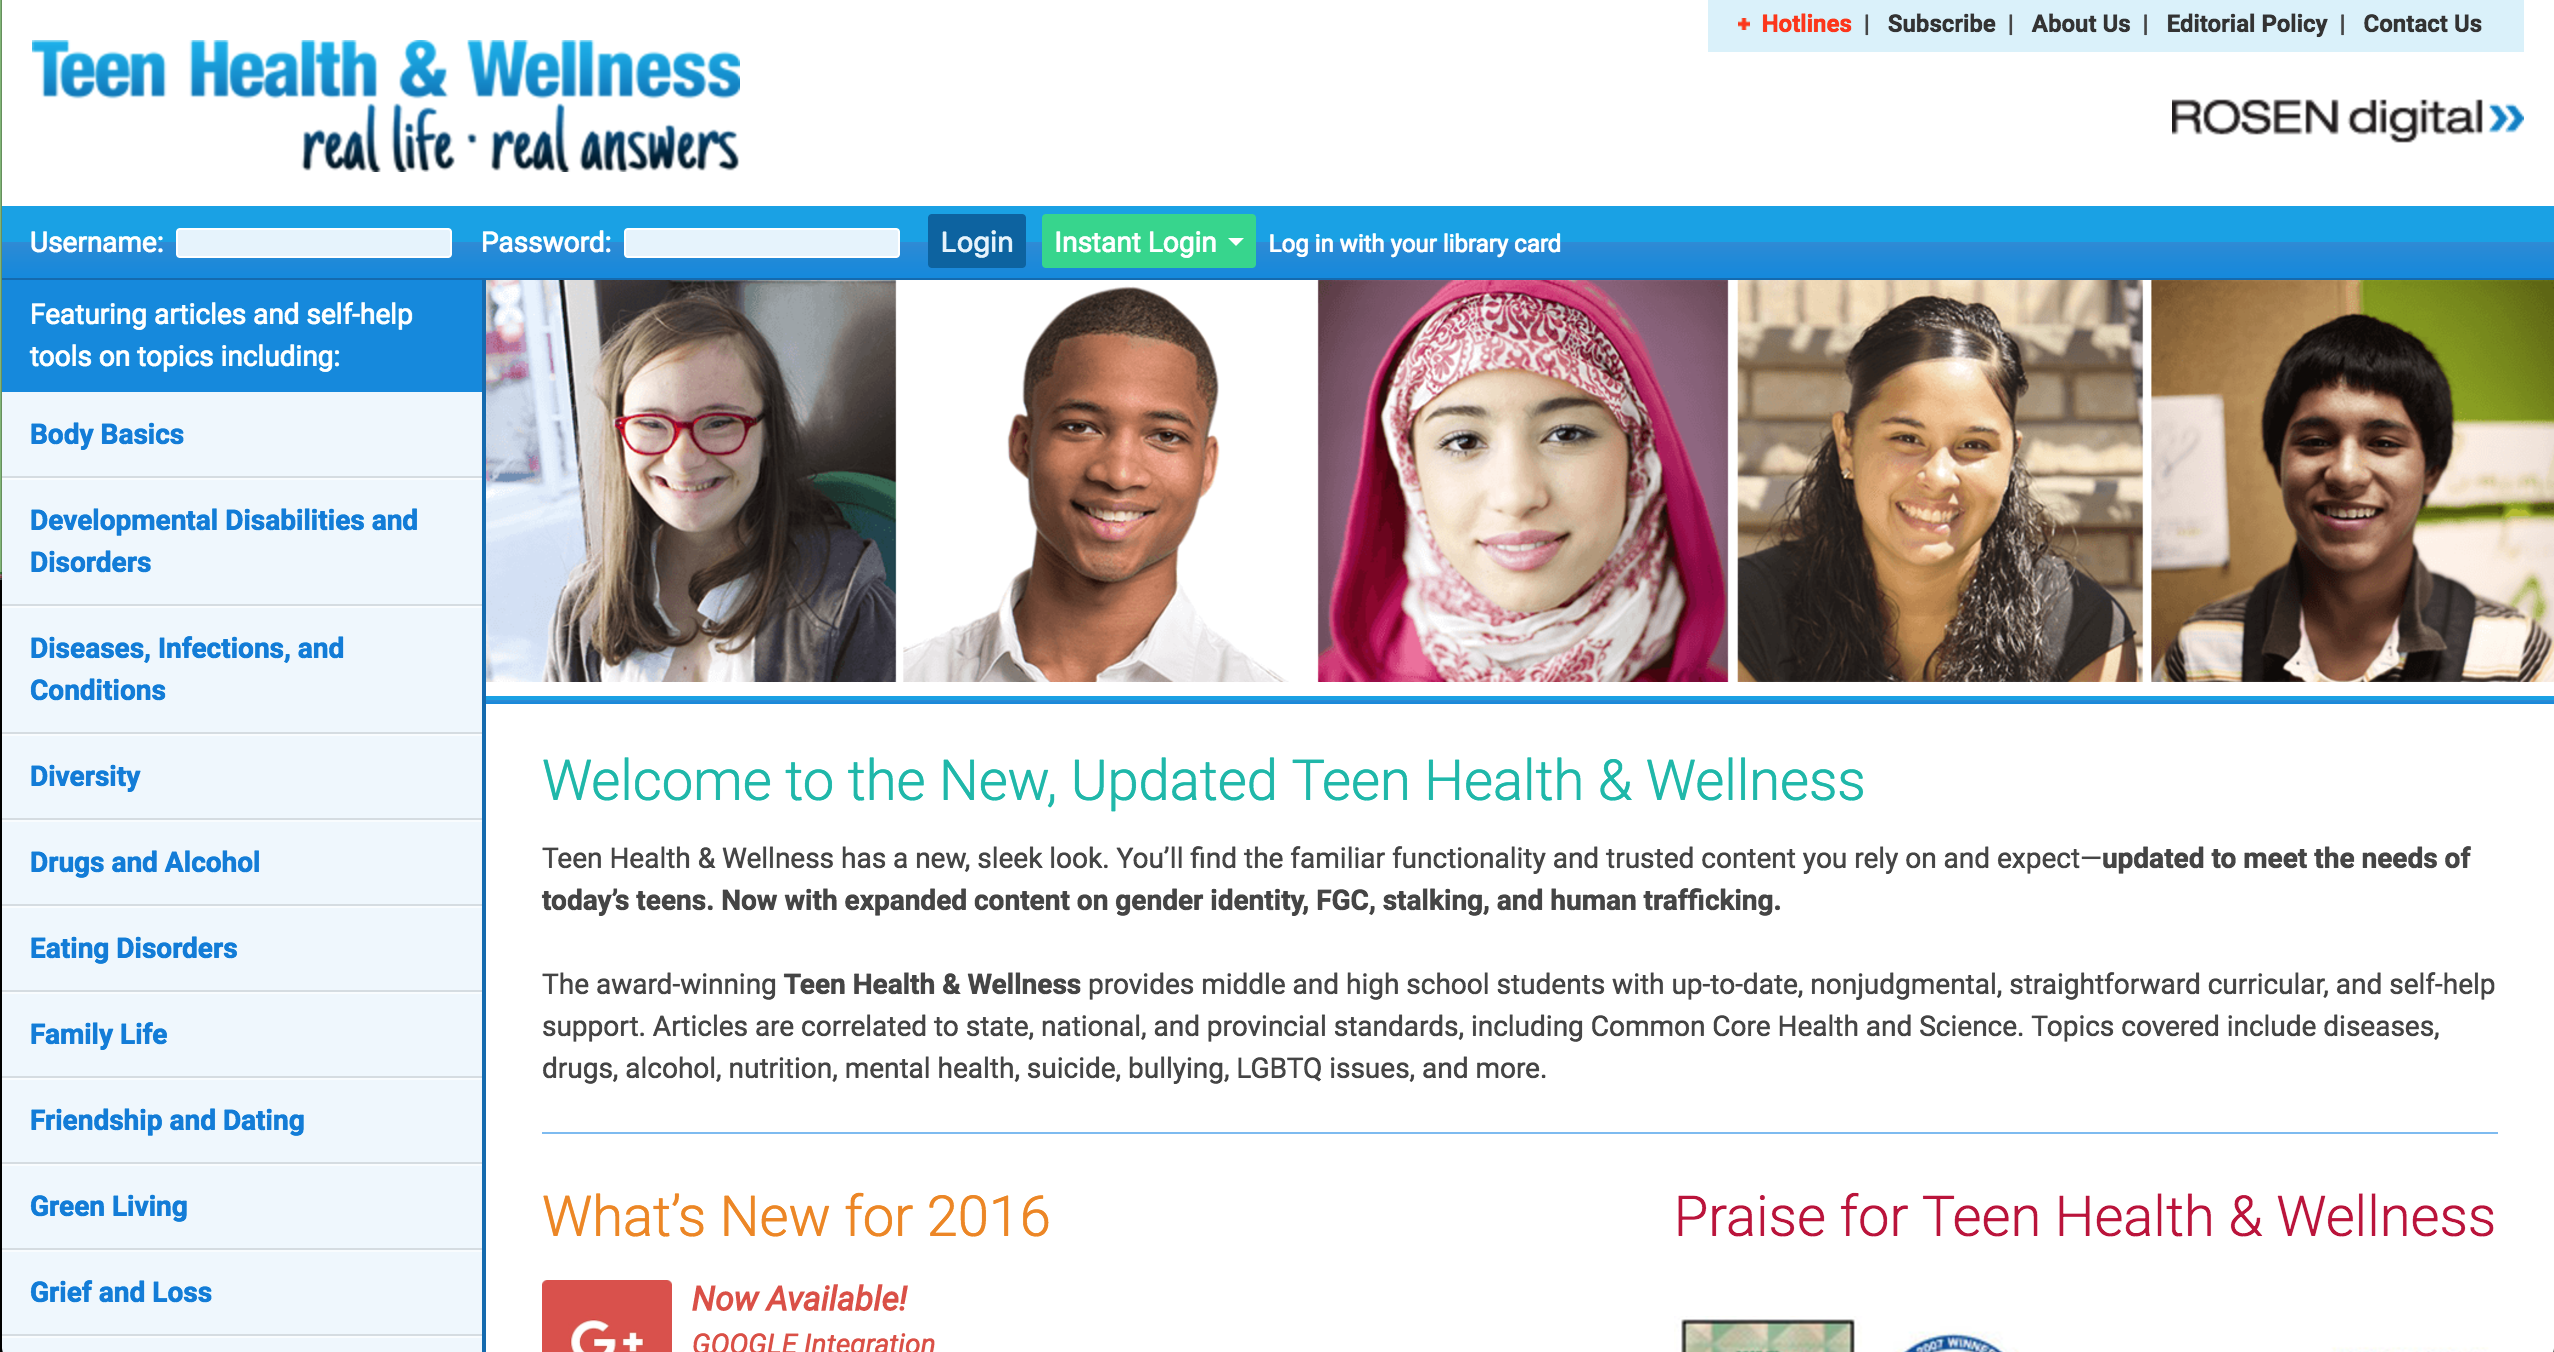 + Hotlines | Subscribe | About Us | Editorial Policy | Contact Us
Teen Health & Wellness
real life · real answers
ROSEN digital
Username: Password: Login Instant Login Log in with your library card
Featuring articles and self-help
tools on topics including:
Body Basics
Developmental Disabilities and
Disorders
Diseases, Infections, and
Conditions
Diversity
Drugs and Alcohol
Eating Disorders
Family Life
Friendship and Dating
Green Living
Grief and Loss
Welcome to the New, Updated Teen Health & Wellness
Teen Health & Wellness has a new, sleek look. You’ll find the familiar functionality and trusted content you rely on and expect—updated to meet the needs of
today’s teens. Now with expanded content on gender identity, FGC, stalking, and human trafficking.
The award-winning Teen Health & Wellness provides middle and high school students with up-to-date, nonjudgmental, straightforward curricular, and self-help
support. Articles are correlated to state, national, and provincial standards, including Common Core Health and Science. Topics covered include diseases,
drugs, alcohol, nutrition, mental health, suicide, bullying, LGBTQ issues, and more.
What’s New for 2016
G+
Now Available!
GOOGLE Integration
Praise for Teen Health & Wellness
2007 WINNE